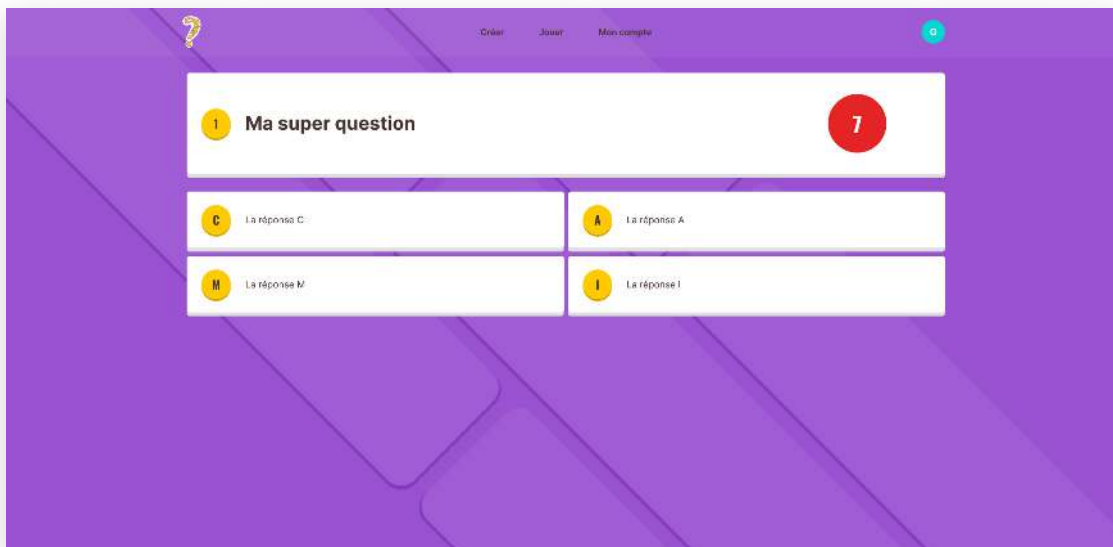 ?
Créer Jouer Mon compte G
1 Ma super question 7
C La réponse C
A La réponse A
M La réponse M
I La réponse I